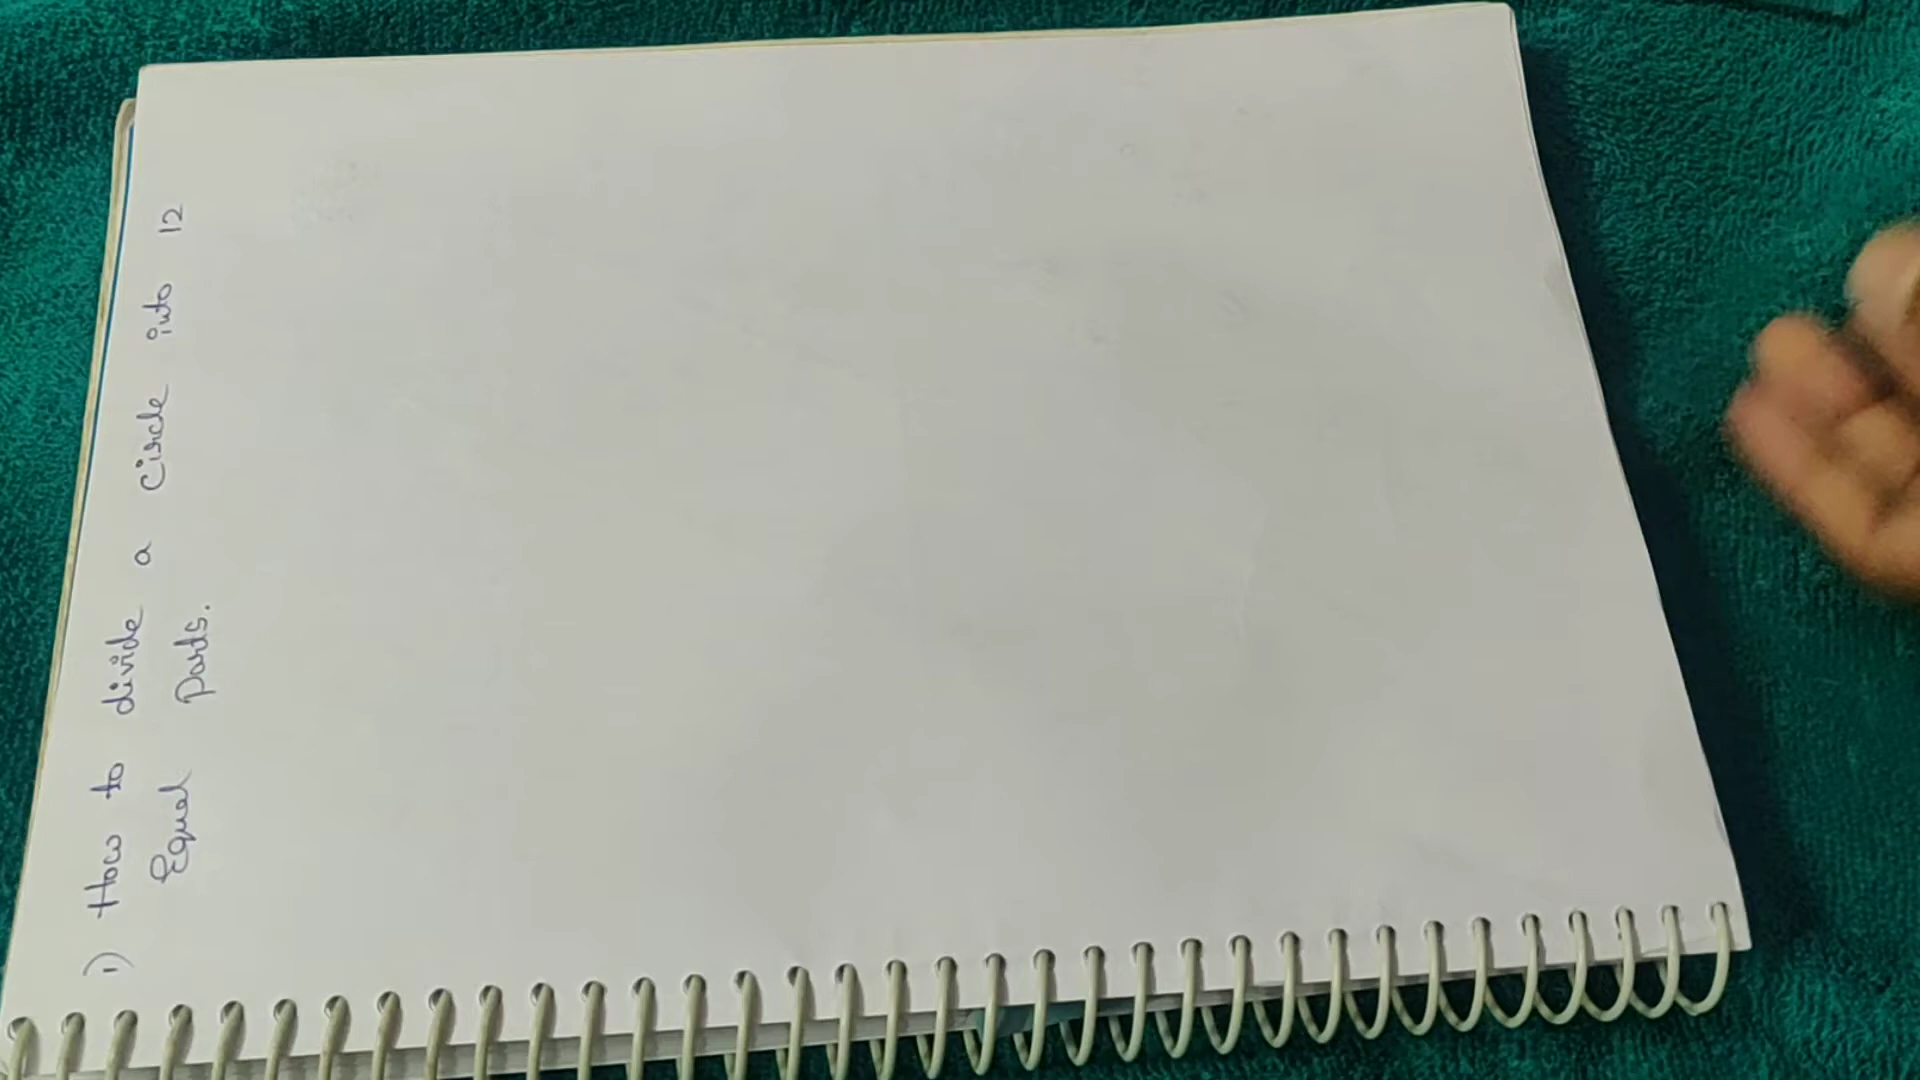 1) How to divide a circle into 12
Equal parts.